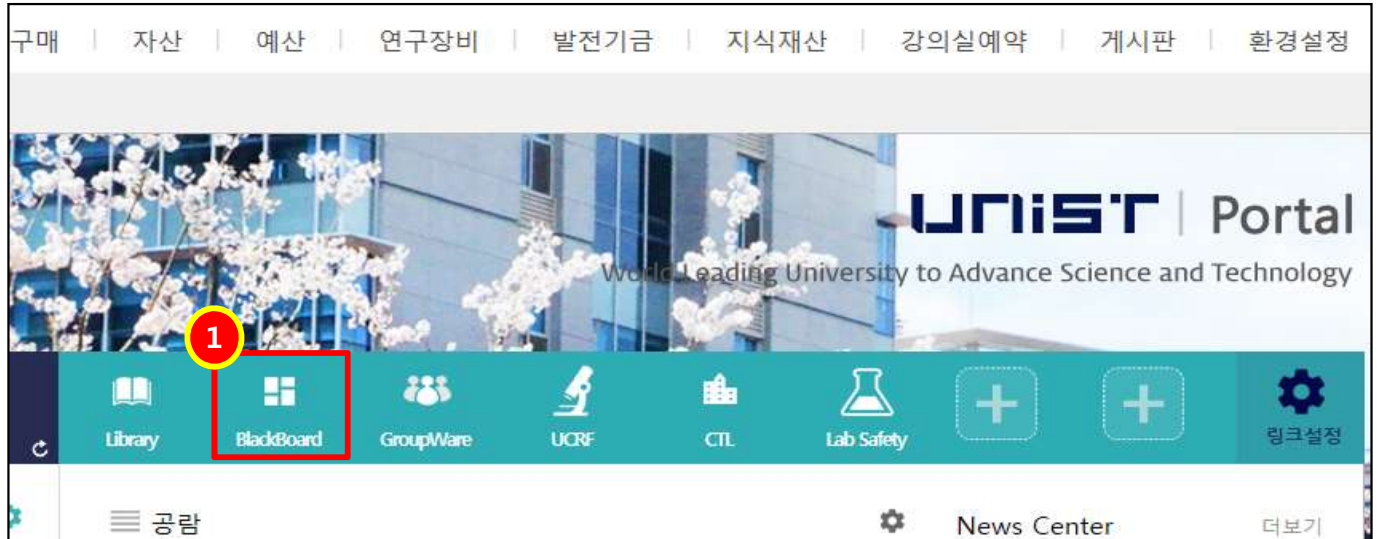 구매 자산 예산 연구장비 발전기금 지식재산 강의실예약 게시판 환경설정
UNIST | Portal
World Leading University to Advance Science and Technology
1
Library BlackBoard GroupWare UCRF CTL Lab Safety 링크설정
공람 News Center 더보기